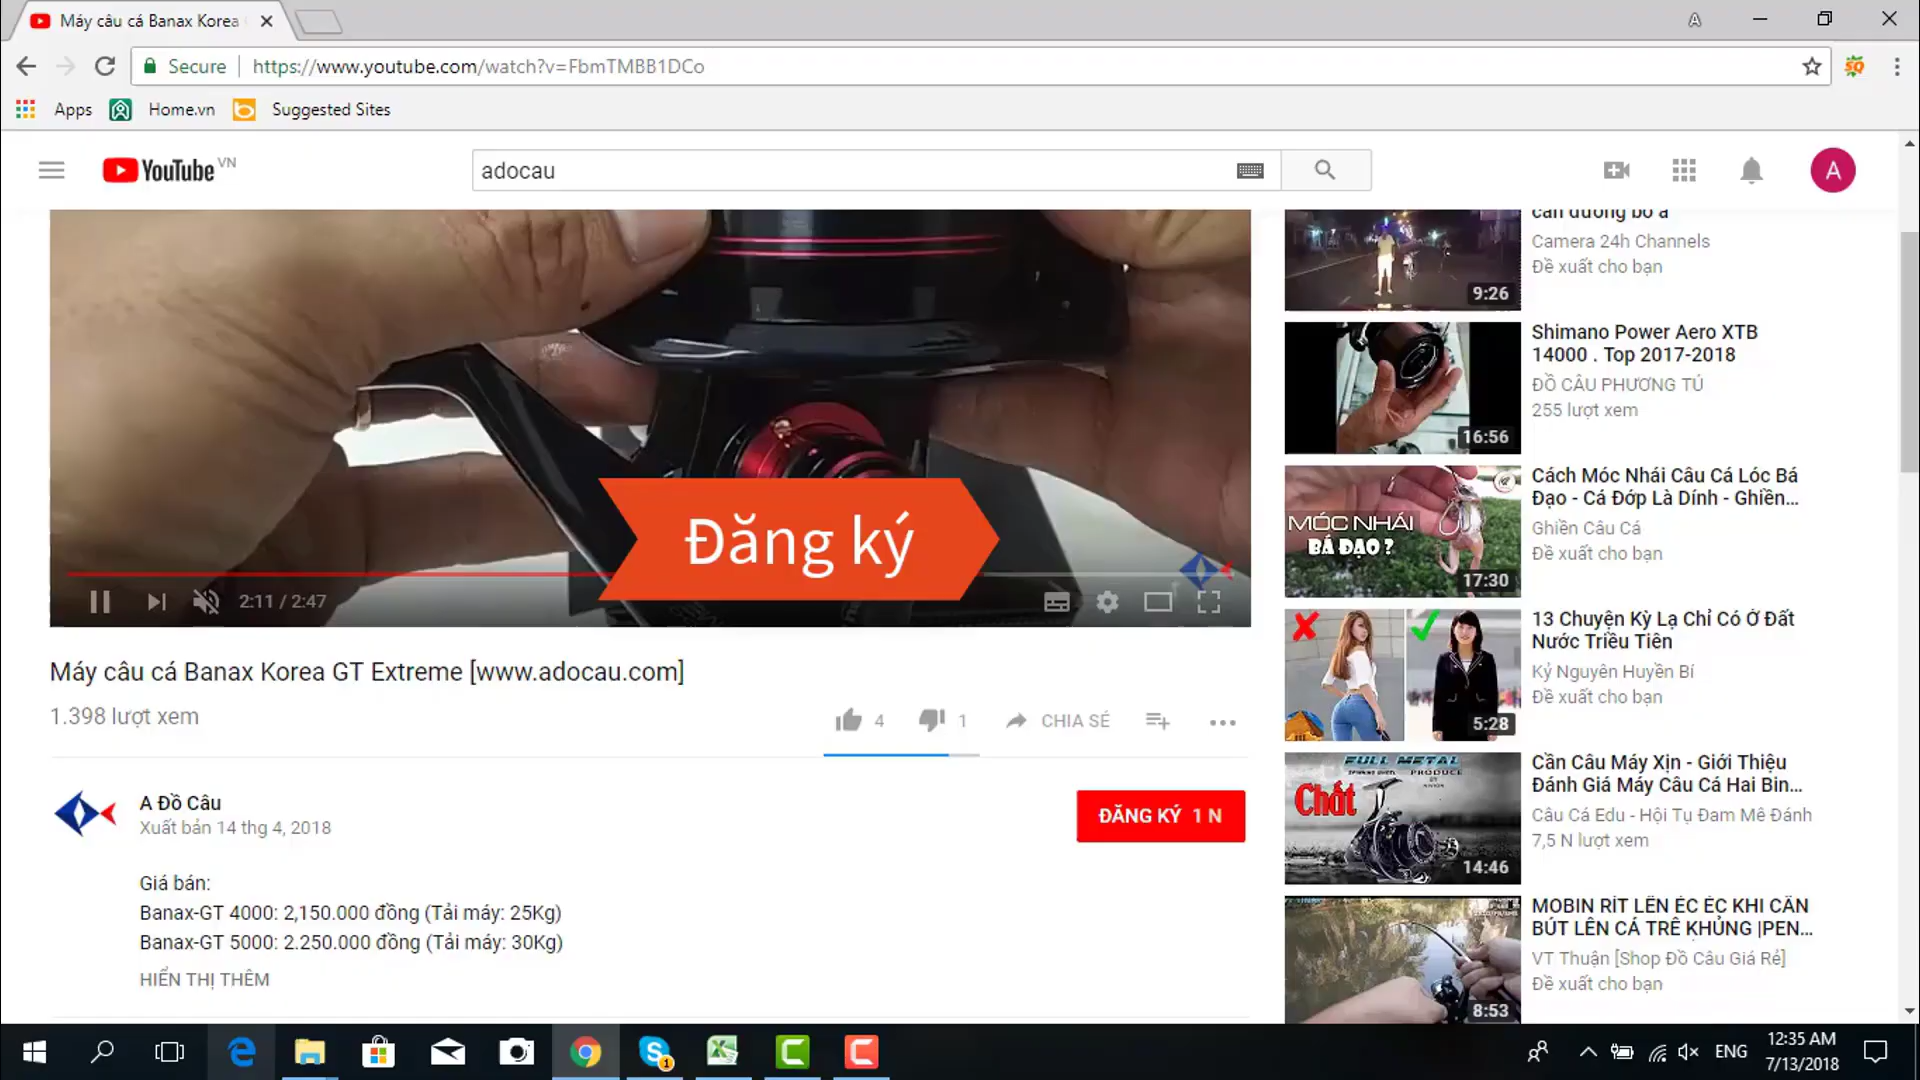 Máy câu cá Banax Korea
Secure
https://www.youtube.com/watch?v=FbmTMBB1DCo
Apps
Home.vn
Suggested Sites
YouTube VN
adocau
A
Đăng ký
2:11 / 2:47
Máy câu cá Banax Korea GT Extreme [www.adocau.com]
1.398 lượt xem
4
1
CHIA SẺ
A Đồ Câu
Xuất bản 14 thg 4, 2018
ĐĂNG KÝ 1 N
Giá bán:
Banax-GT 4000: 2,150.000 đồng (Tải máy: 25Kg)
Banax-GT 5000: 2.250.000 đồng (Tải máy: 30Kg)
HIỂN THỊ THÊM
Camera 24h Channels
Đề xuất cho bạn
9:26
Shimano Power Aero XTB
14000 . Top 2017-2018
ĐỒ CÂU PHƯƠNG TÚ
255 lượt xem
16:56
Cách Móc Nhái Câu Cá Lóc Bá
Đạo - Cá Đớp Là Dính - Ghiền...
Ghiền Câu Cá
Đề xuất cho bạn
MÓC NHÁI
BÁ ĐẠO ?
17:30
13 Chuyện Kỳ Lạ Chỉ Có Ở Đất
Nước Triều Tiên
Kỷ Nguyên Huyền Bí
Đề xuất cho bạn
5:28
Cần Câu Máy Xịn - Giới Thiệu
Đánh Giá Máy Câu Cá Hai Bin...
Câu Cá Edu - Hội Tụ Đam Mê Đánh
7,5 N lượt xem
FULL METAL
Chất
14:46
MOBIN RÍT LÊN ÉC ÉC KHI CẦN
BÚT LÊN CÁ TRÊ KHỦNG |PEN...
VT Thuận [Shop Đồ Câu Giá Rẻ]
Đề xuất cho bạn
8:53
1
ENG
12:35 AM
7/13/2018